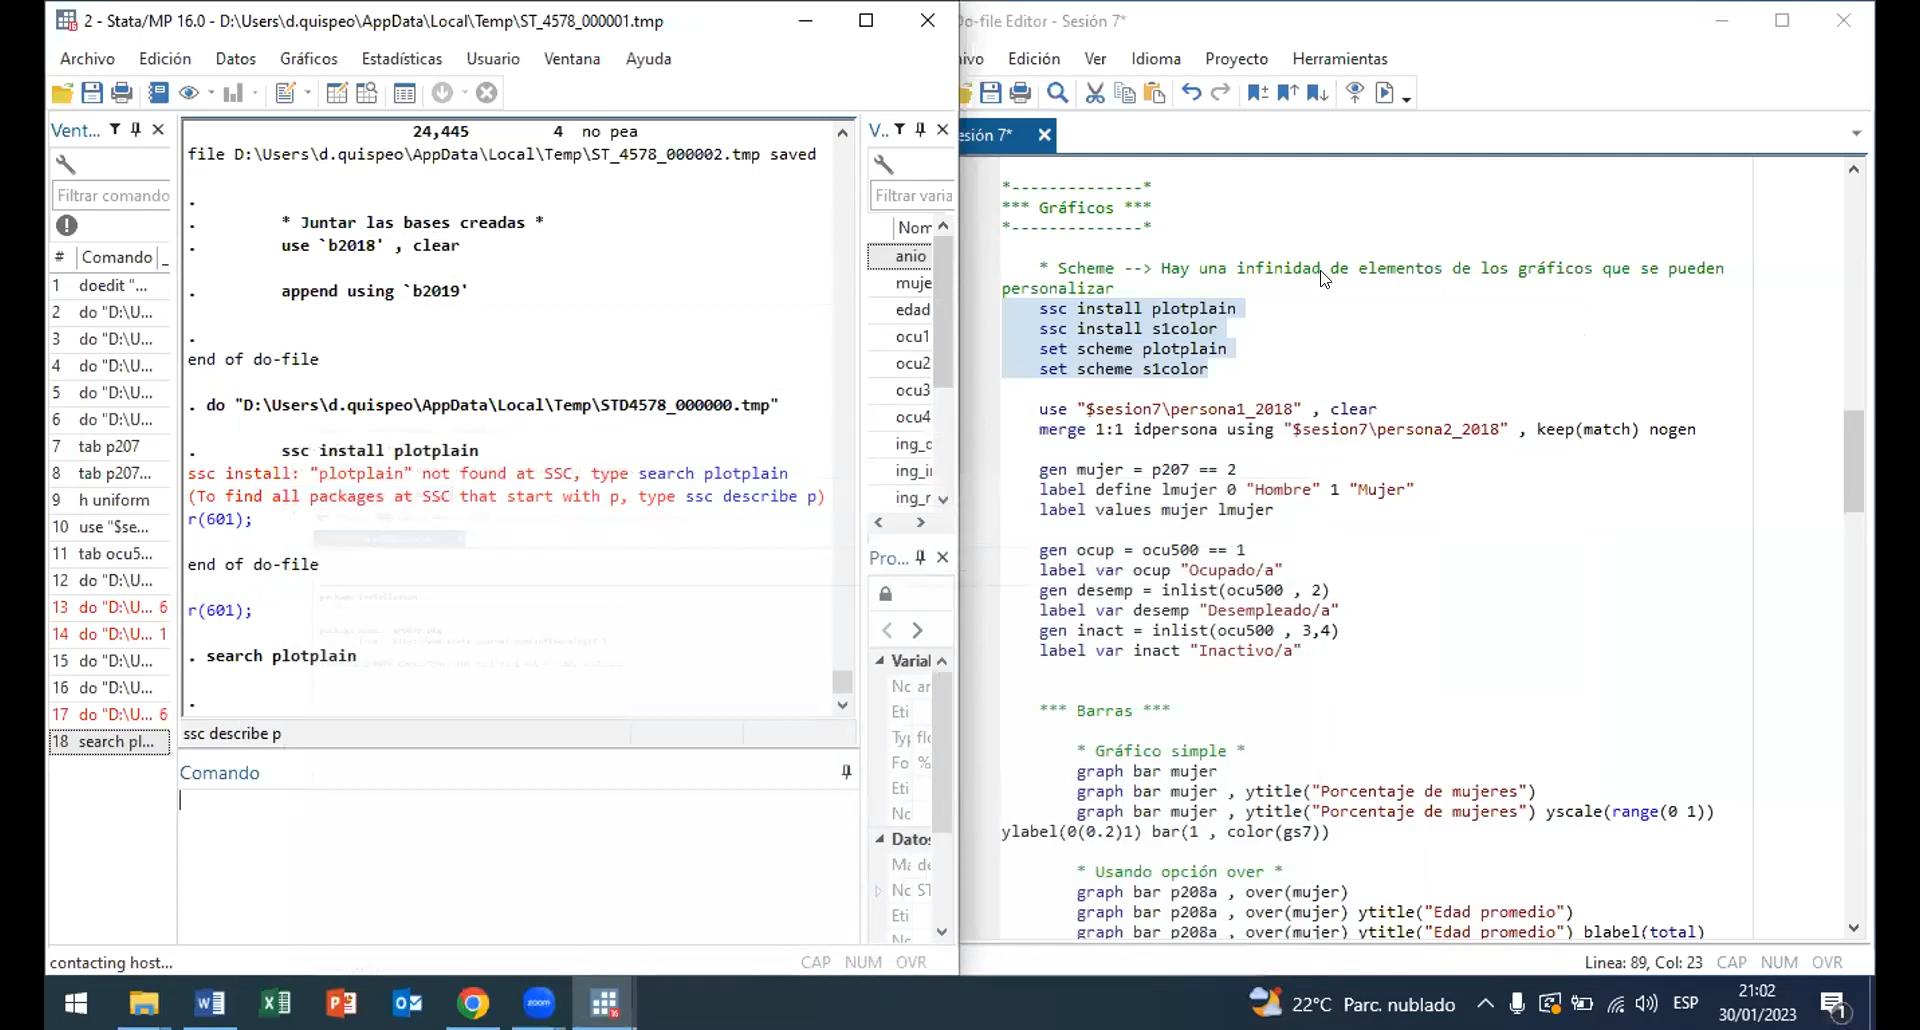 2 - Stata/MP 16.0 - D:\Users\d.quispeo\AppData\Local\Temp\ST_4578_000001.tmp
Archivo Edición Datos Gráficos Estadísticas Usuario Ventana Ayuda
Vent...
Filtrar comando
# Comando
1 doedit "...
2 do "D:\U...
3 do "D:\U...
4 do "D:\U...
5 do "D:\U...
6 do "D:\U...
7 tab p207
8 tab p207...
9 h uniform
10 use "$se...
11 tab ocu5...
12 do "D:\U...
13 do "D:\U... 6
14 do "D:\U... 1
15 do "D:\U...
16 do "D:\U...
17 do "D:\U... 6
18 search pl...
24,445 4 no pea
file D:\Users\d.quispeo\AppData\Local\Temp\ST_4578_000002.tmp saved
.
. * Juntar las bases creadas *
. use `b2018' , clear
. append using `b2019'
.
end of do-file
. do "D:\Users\d.quispeo\AppData\Local\Temp\STD4578_000000.tmp"
. ssc install plotplain
ssc install: "plotplain" not found at SSC, type search plotplain
(To find all packages at SSC that start with p, type ssc describe p)
r(601);
end of do-file
r(601);
. search plotplain
.
ssc describe p
Comando
V..
Filtrar varia
Nom
anio
muje
edad
ocu1
ocu2
ocu3
ocu4
ing_d
ing_i
ing_r
Pro...
Varial
Nc ar
Eti
Typ flo
Fo %
Eti
Nc
Datos
Ma de
Nc ST
Eti
contacting host...
CAP NUM OVR
Do-file Editor - Sesión 7*
ivo Edición Ver Idioma Proyecto Herramientas
esión 7*
*--------------*
*** Gráficos ***
*--------------*
* Scheme --> Hay una infinidad de elementos de los gráficos que se pueden
personalizar
ssc install plotplain
ssc install s1color
set scheme plotplain
set scheme s1color
use "$sesion7\persona1_2018" , clear
merge 1:1 idpersona using "$sesion7\persona2_2018" , keep(match) nogen
gen mujer = p207 == 2
label define lmujer 0 "Hombre" 1 "Mujer"
label values mujer lmujer
gen ocup = ocu500 == 1
label var ocup "Ocupado/a"
gen desemp = inlist(ocu500 , 2)
label var desemp "Desempleado/a"
gen inact = inlist(ocu500 , 3,4)
label var inact "Inactivo/a"
*** Barras ***
* Gráfico simple *
graph bar mujer
graph bar mujer , ytitle("Porcentaje de mujeres")
graph bar mujer , ytitle("Porcentaje de mujeres") yscale(range(0 1))
ylabel(0(0.2)1) bar(1 , color(gs7))
* Usando opción over *
graph bar p208a , over(mujer)
graph bar p208a , over(mujer) ytitle("Edad promedio")
graph bar p208a , over(mujer) ytitle("Edad promedio") blabel(total)
Linea: 89, Col: 23 CAP NUM OVR
22°C Parc. nublado ESP
21:02
30/01/2023